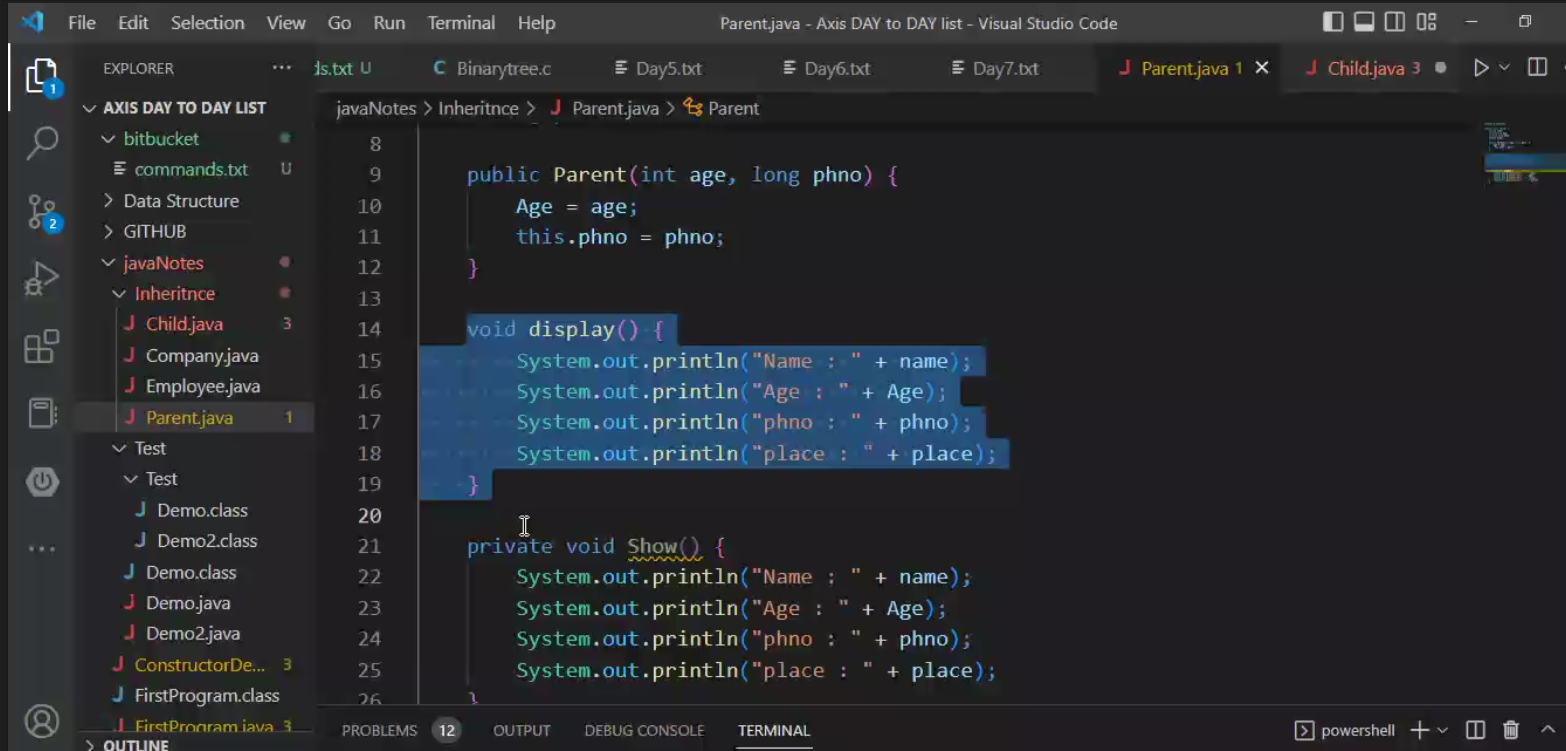 File Edit Selection View Go Run Terminal Help Parent.java - Axis DAY to DAY list - Visual Studio Code
EXPLORER ··· ds.txt U C Binarytree.c Day5.txt Day6.txt Day7.txt J Parent.java 1 J Child.java 3
1
AXIS DAY TO DAY LIST
javaNotes > Inheritnce > J Parent.java > Parent
bitbucket
commands.txt U
Data Structure
2
GITHUB
javaNotes
Inheritnce
J Child.java 3
J Company.java
J Employee.java
J Parent.java 1
Test
Test
J Demo.class
J Demo2.class
J Demo.class
J Demo.java
J Demo2.java
J ConstructorDe... 3
J FirstProgram.class
J FirstProgram.java 3
OUTLINE
8
9 public Parent(int age, long phno) {
10 Age = age;
11 this.phno = phno;
12 }
13
14 void display() {
15 System.out.println("Name : " + name);
16 System.out.println("Age : " + Age);
17 System.out.println("phno : " + phno);
18 System.out.println("place : " + place);
19 }
20
21 private void Show() {
22 System.out.println("Name : " + name);
23 System.out.println("Age : " + Age);
24 System.out.println("phno : " + phno);
25 System.out.println("place : " + place);
26 }
PROBLEMS 12 OUTPUT DEBUG CONSOLE TERMINAL powershell